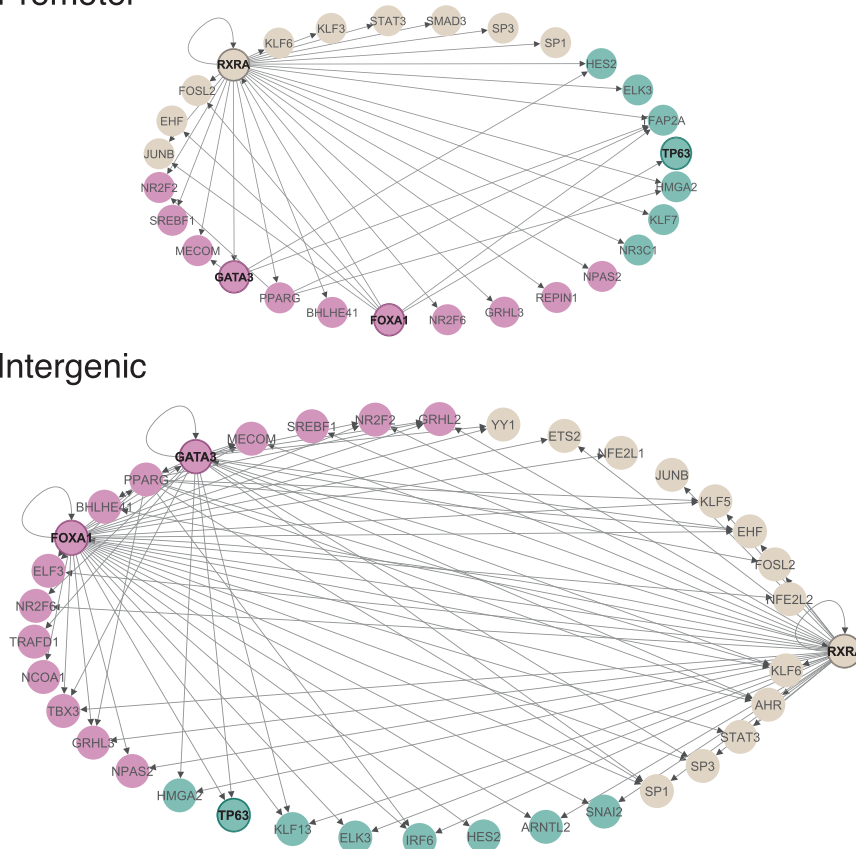 Promoter
KLF6
KLF3
STAT3
SMAD3
SP3
SP1
RXRA
HES2
FOSL2
ELK3
EHF
TFAP2A
JUNB
TP63
NR2F2
HMGA2
SREBF1
KLF7
MECOM
NR3C1
GATA3
NPAS2
PPARG
REPIN1
BHLHE41
FOXA1
NR2F6
GRHL3
Intergenic
MECOM
SREBF1
NR2F2
GRHL2
YY1
ETS2
NFE2L1
GATA3
PPARG
JUNB
BHLHE41
KLF5
FOXA1
EHF
ELF3
FOSL2
NR2F6
NFE2L2
TRAFD1
RXRA
NCOA1
KLF6
TBX3
AHR
GRHL3
STAT3
NPAS2
SP3
HMGA2
SP1
TP63
SNAI2
KLF13
ELK3
IRF6
HES2
ARNTL2